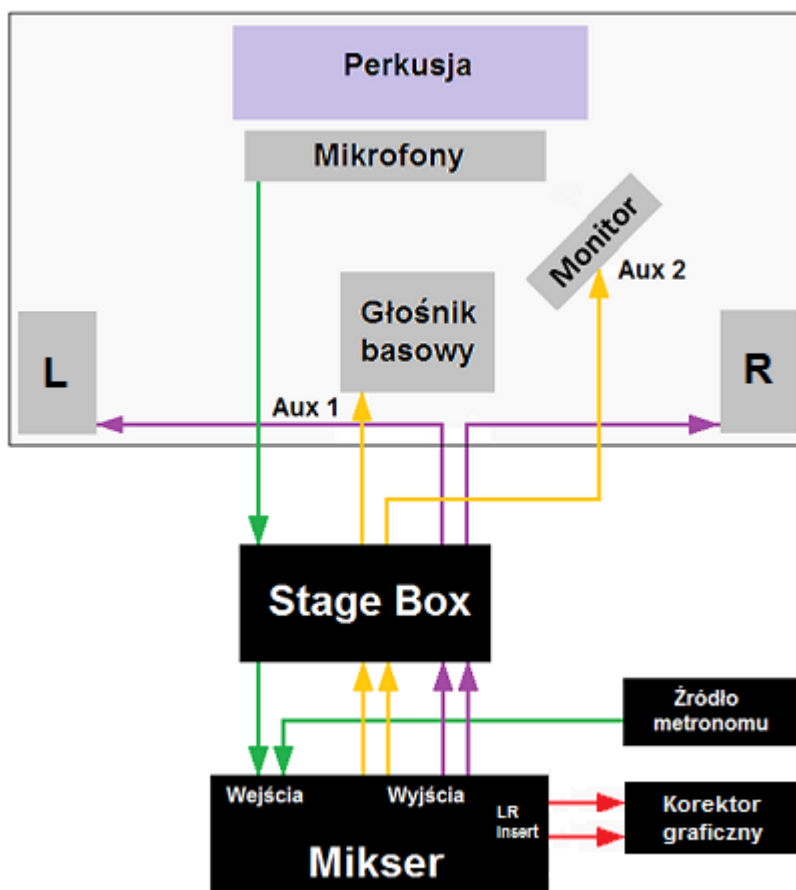 Perkusja
Mikrofony
Monitor
Aux 2
Głośnik
basowy
L
R
Aux 1
Stage Box
Źródło
metronomu
Wejścia
Wyjścia
LR
Insert
Korektor
graficzny
Mikser